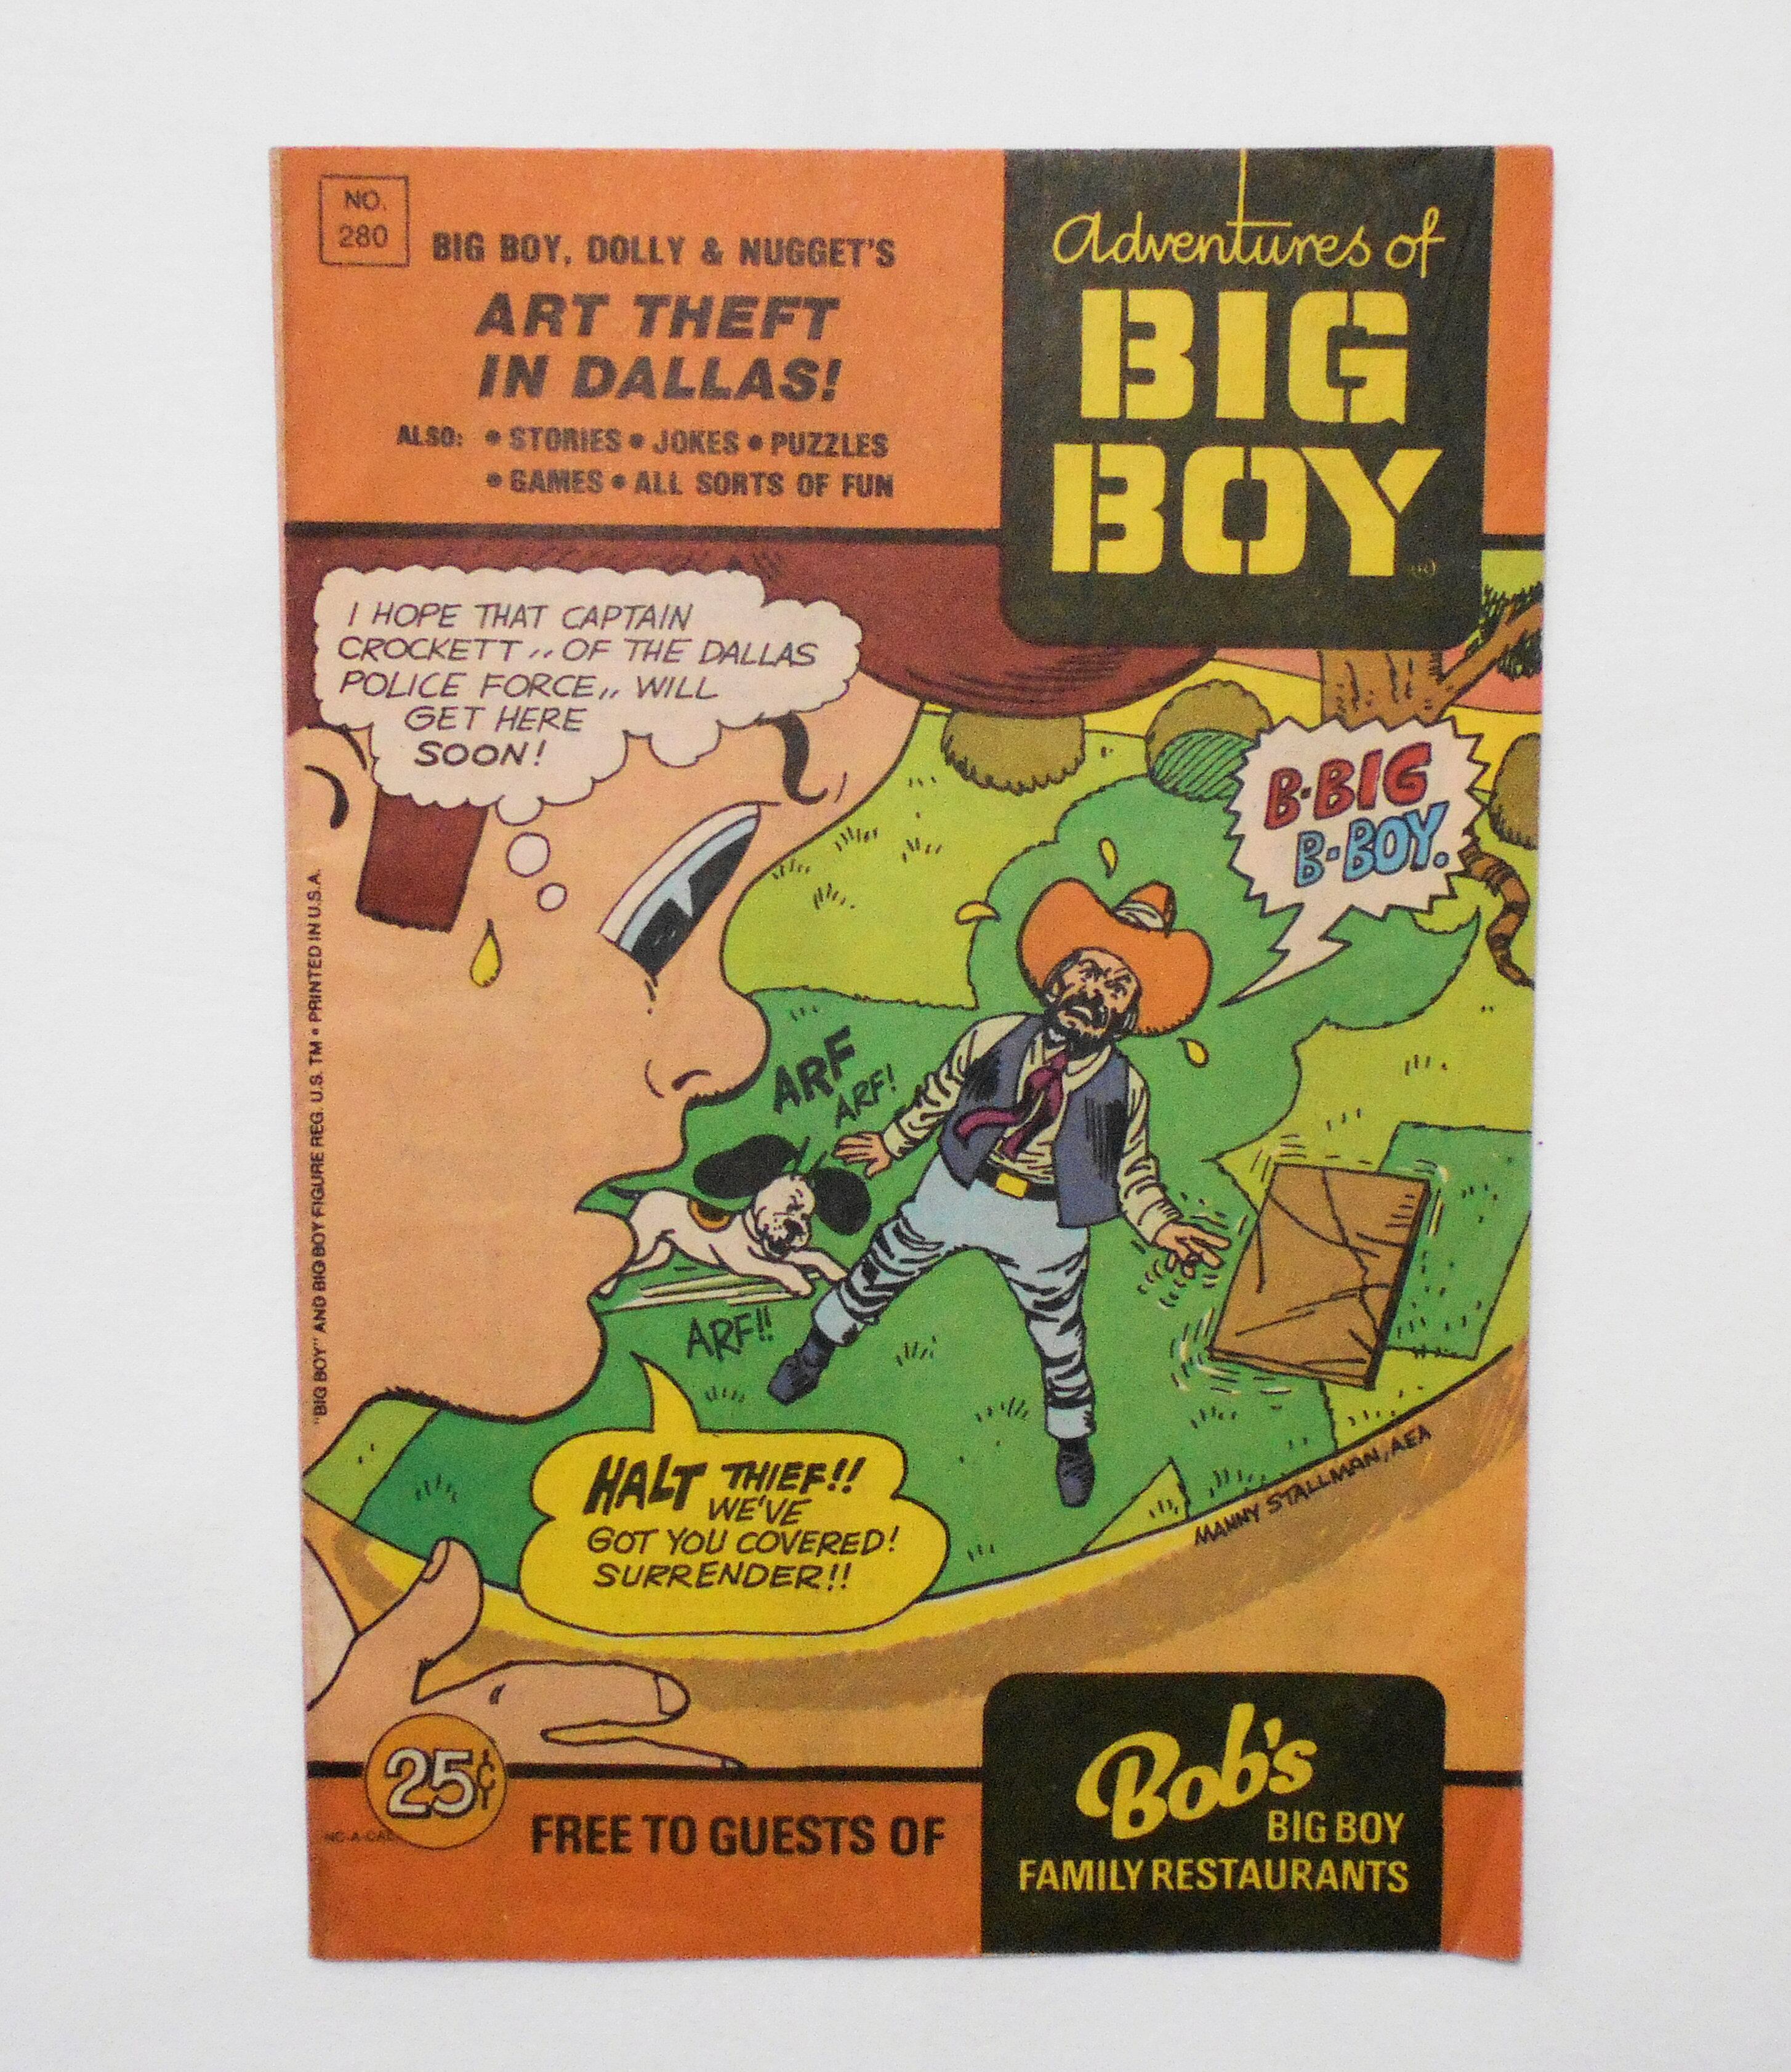 NO.
280
BIG BOY, DOLLY & NUGGET'S
ART THEFT
IN DALLAS!
ALSO: • STORIES • JOKES • PUZZLES
• GAMES • ALL SORTS OF FUN
Adventures of
BIG
BOY
I HOPE THAT CAPTAIN
CROCKETT,, OF THE DALLAS
POLICE FORCE,, WILL
GET HERE
SOON!
B-BIG
B-BOY.
ARF
ARF!
ARF!!
HALT THIEF!!
WE'VE
GOT YOU COVERED!
SURRENDER!!
MANNY STALLMAN, AEA
"BIG BOY" AND BIG BOY FIGURE REG. U.S. TM • PRINTED IN U.S.A.
25¢
FREE TO GUESTS OF
Bob's
BIG BOY
FAMILY RESTAURANTS